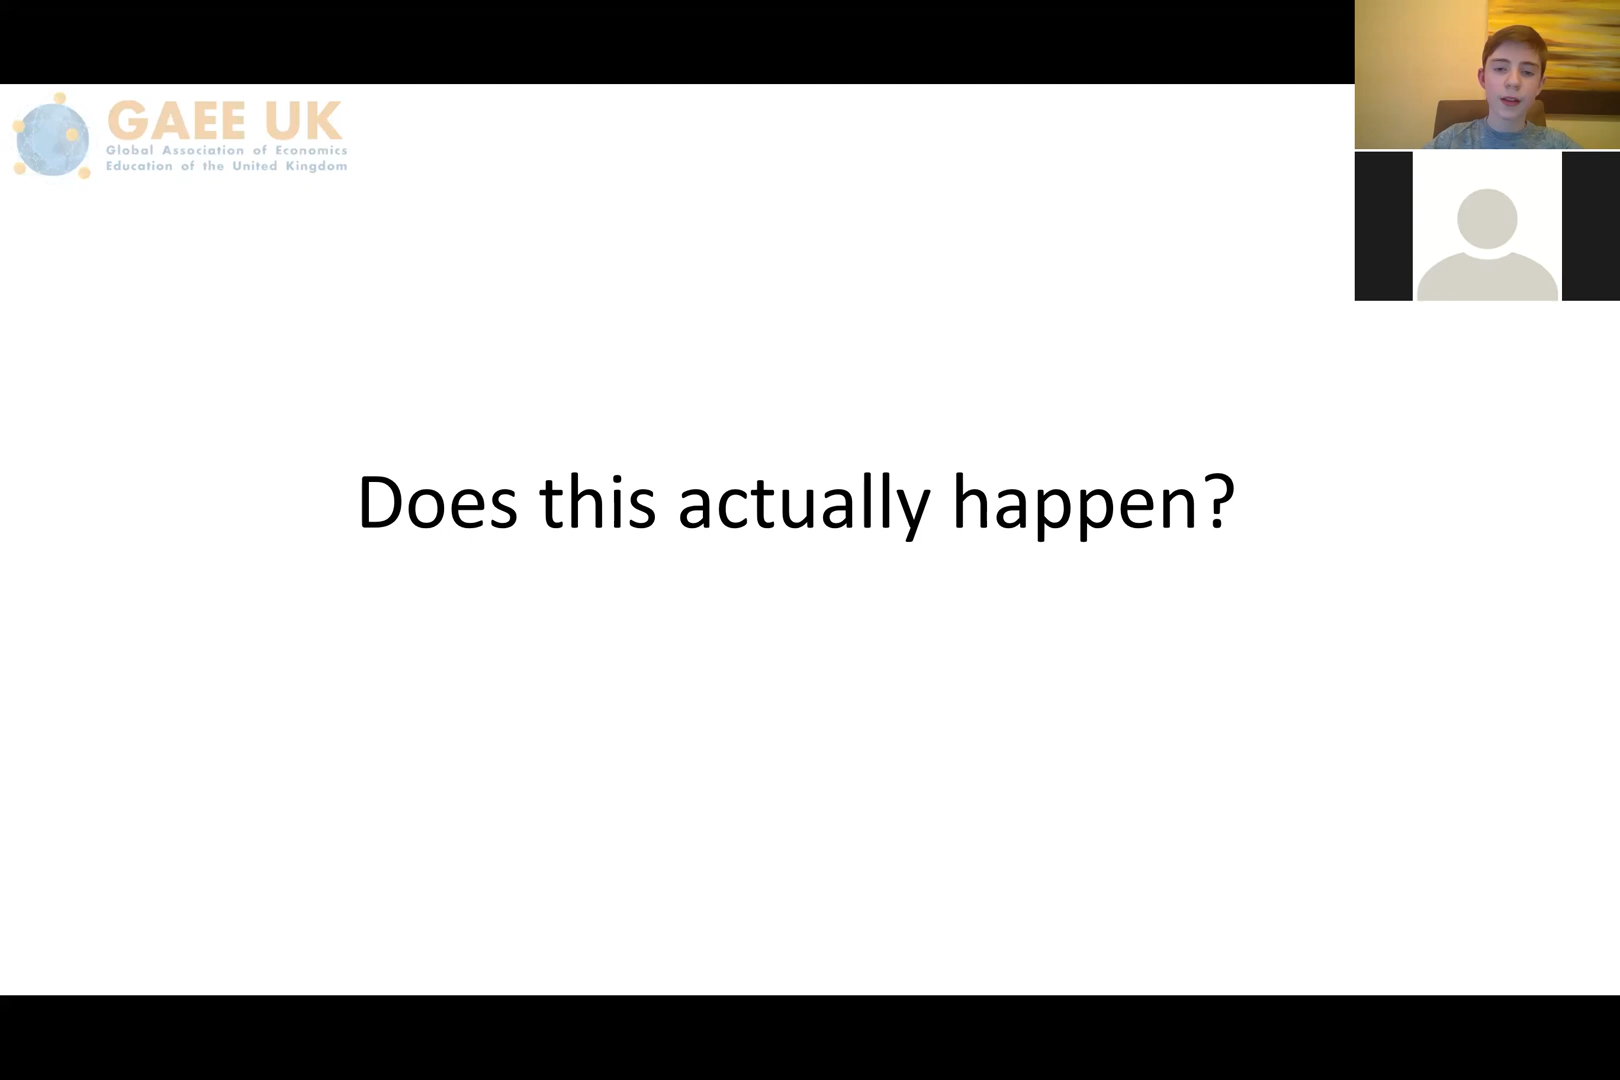 GAEE UK
Global Association of Economics
Education of the United Kingdom
Does this actually happen?